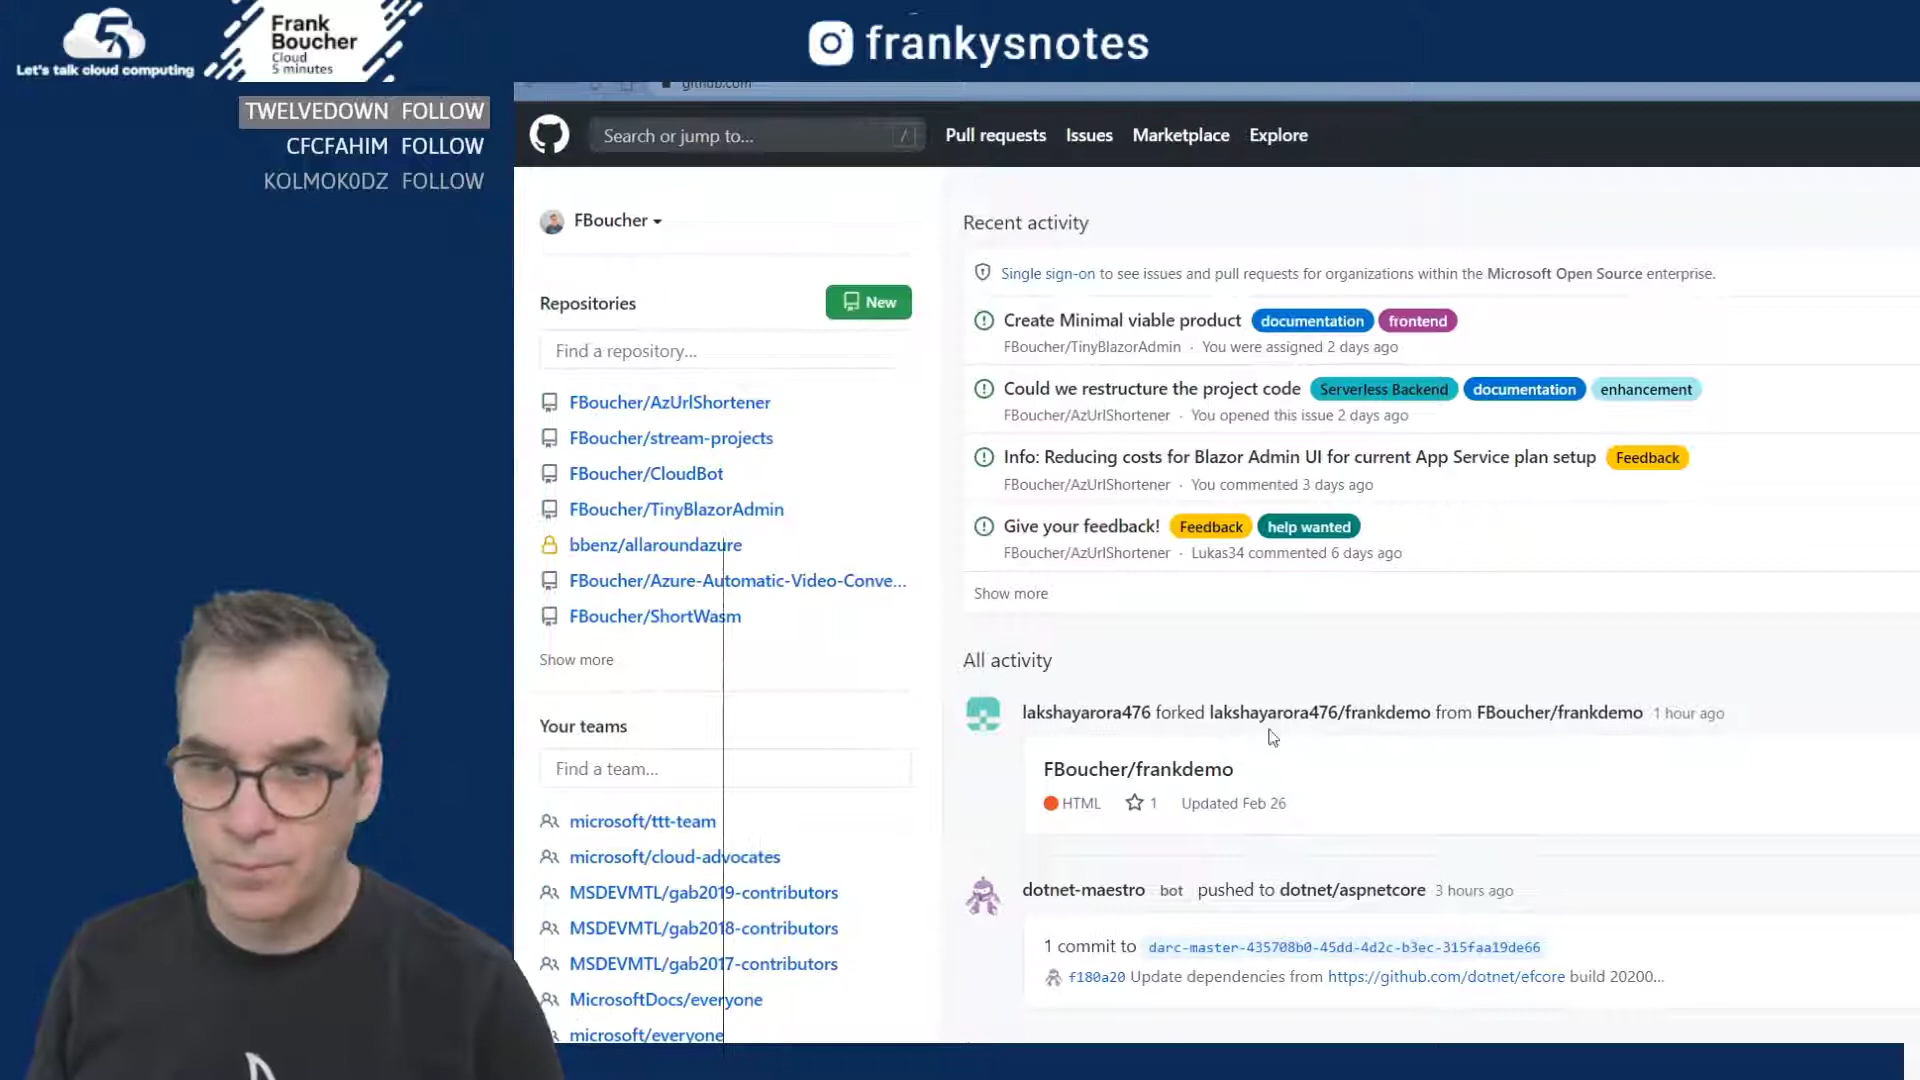 5
Let's talk cloud computing
Frank
Boucher
Cloud
5 minutes
frankysnotes
TWELVEDOWN FOLLOW
CFCFAHIM FOLLOW
KOLMOK0DZ FOLLOW
github.com
Search or jump to... /
Pull requests Issues Marketplace Explore
FBoucher
Repositories
New
Find a repository...
FBoucher/AzUrlShortener
FBoucher/stream-projects
FBoucher/CloudBot
FBoucher/TinyBlazorAdmin
bbenz/allaroundazure
FBoucher/Azure-Automatic-Video-Conve...
FBoucher/ShortWasm
Show more
Your teams
Find a team...
microsoft/ttt-team
microsoft/cloud-advocates
MSDEVMTL/gab2019-contributors
MSDEVMTL/gab2018-contributors
MSDEVMTL/gab2017-contributors
MicrosoftDocs/everyone
microsoft/everyone
Recent activity
Single sign-on to see issues and pull requests for organizations within the Microsoft Open Source enterprise.
Create Minimal viable product documentation frontend
FBoucher/TinyBlazorAdmin · You were assigned 2 days ago
Could we restructure the project code Serverless Backend documentation enhancement
FBoucher/AzUrlShortener · You opened this issue 2 days ago
Info: Reducing costs for Blazor Admin UI for current App Service plan setup Feedback
FBoucher/AzUrlShortener · You commented 3 days ago
Give your feedback! Feedback help wanted
FBoucher/AzUrlShortener · Lukas34 commented 6 days ago
Show more
All activity
lakshayarora476 forked lakshayarora476/frankdemo from FBoucher/frankdemo 1 hour ago
FBoucher/frankdemo
HTML 1 Updated Feb 26
dotnet-maestro bot pushed to dotnet/aspnetcore 3 hours ago
1 commit to darc-master-435708b0-45dd-4d2c-b3ec-315faa19de66
f180a20 Update dependencies from https://github.com/dotnet/efcore build 20200...